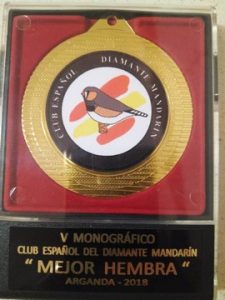 CLUB ESPAÑOL DIAMANTE MANDARÍN
V MONOGRÁFICO
CLUB ESPAÑOL DEL DIAMANTE MANDARÍN
“ MEJOR HEMBRA “
ARGANDA - 2018